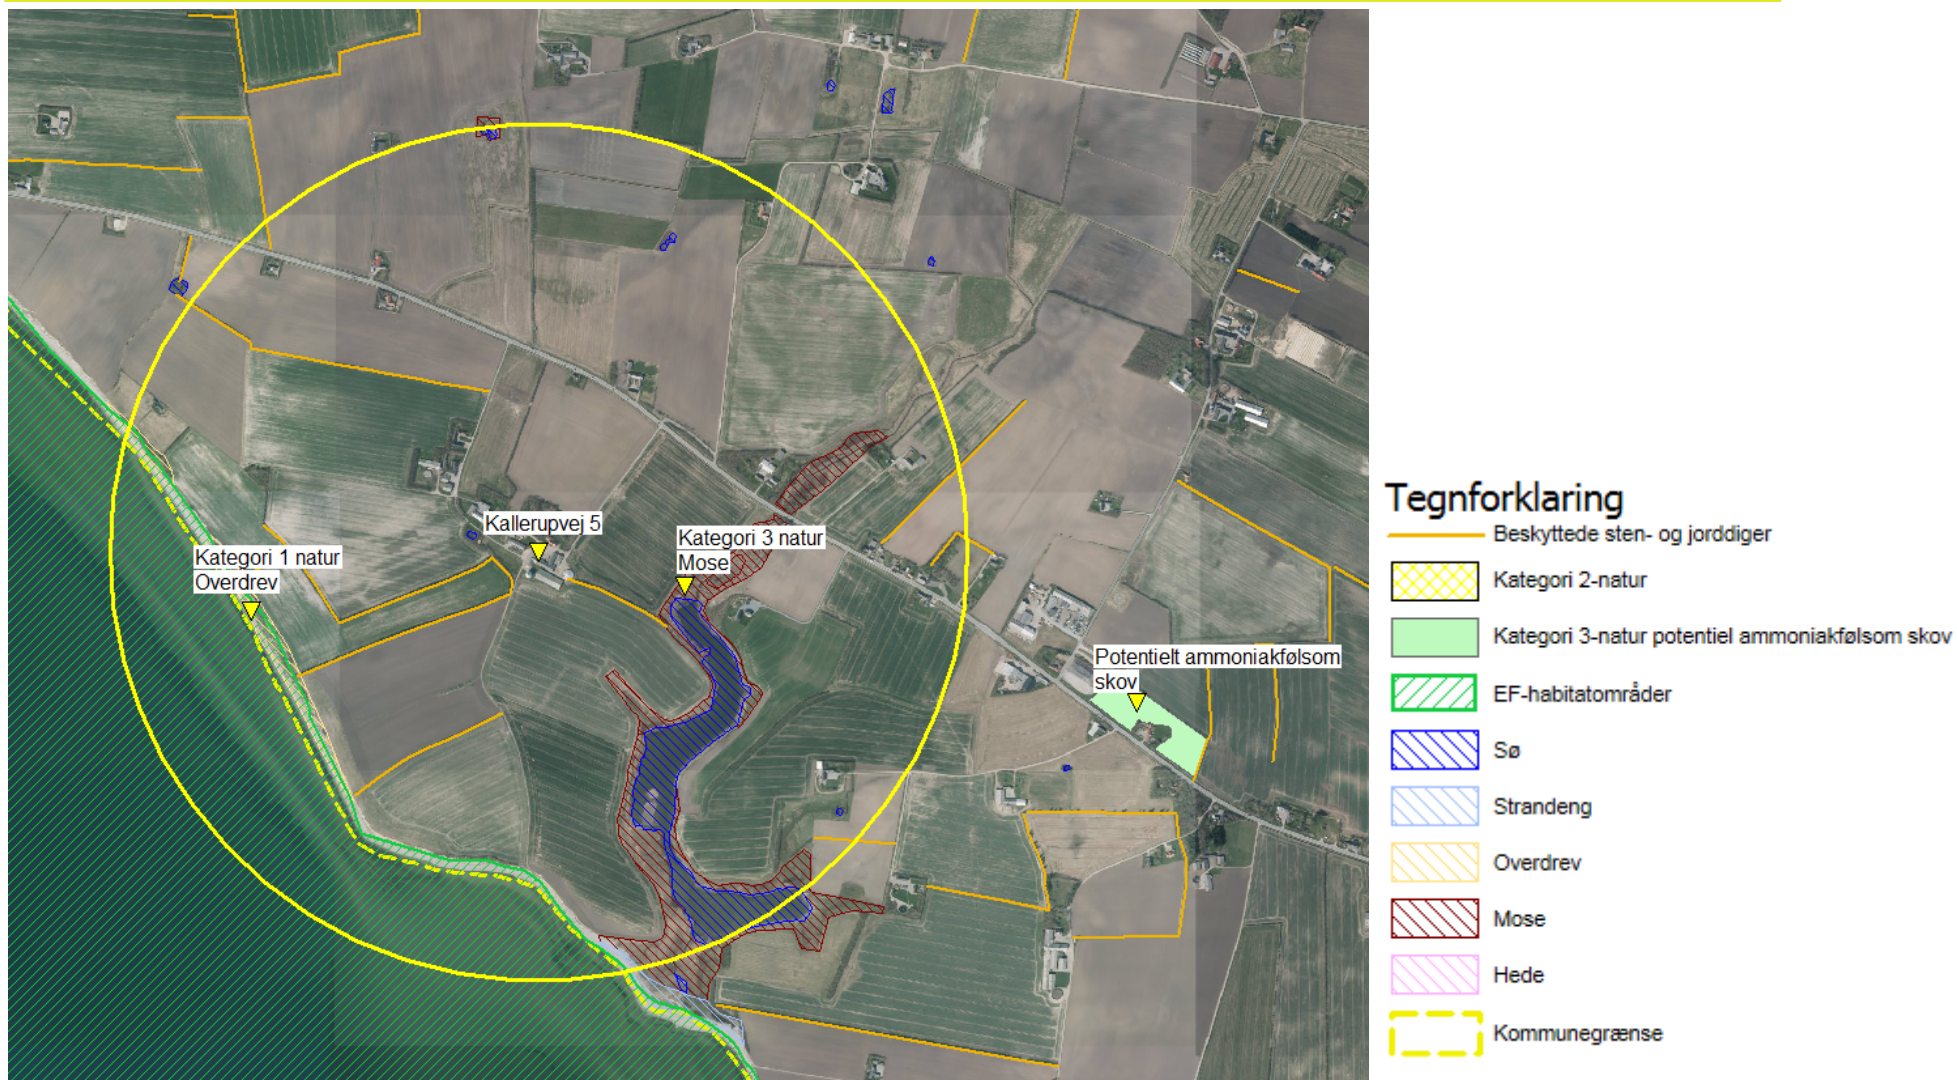 Kallerupvej 5
Kategori 3 natur
Mose
Kategori 1 natur
Overdrev
Potentielt ammoniakfølsom
skov
Tegnforklaring
Beskyttede sten- og jorddiger
Kategori 2-natur
Kategori 3-natur potentiel ammoniakfølsom skov
EF-habitatområder
Sø
Strandeng
Overdrev
Mose
Hede
Kommunegrænse